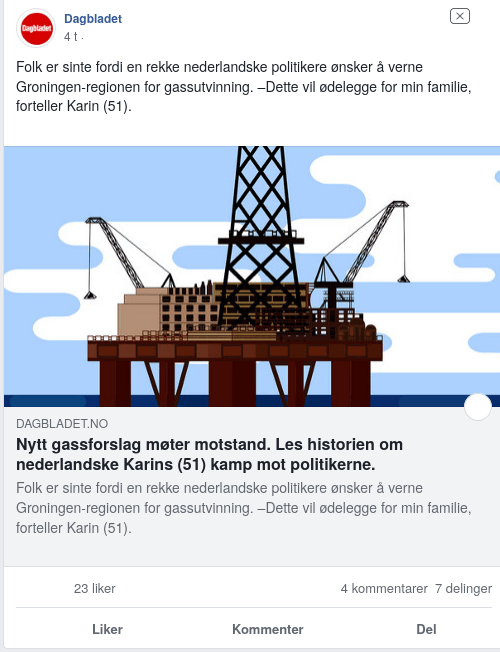 Dagbladet
Dagbladet
4 t ·
Folk er sinte fordi en rekke nederlandske politikere ønsker å verne
Groningen-regionen for gassutvinning. –Dette vil ødelegge for min familie,
forteller Karin (51).
DAGBLADET.NO
Nytt gassforslag møter motstand. Les historien om
nederlandske Karins (51) kamp mot politikerne.
Folk er sinte fordi en rekke nederlandske politikere ønsker å verne
Groningen-regionen for gassutvinning. –Dette vil ødelegge for min familie,
forteller Karin (51).
23 liker 4 kommentarer 7 delinger
Liker Kommenter Del